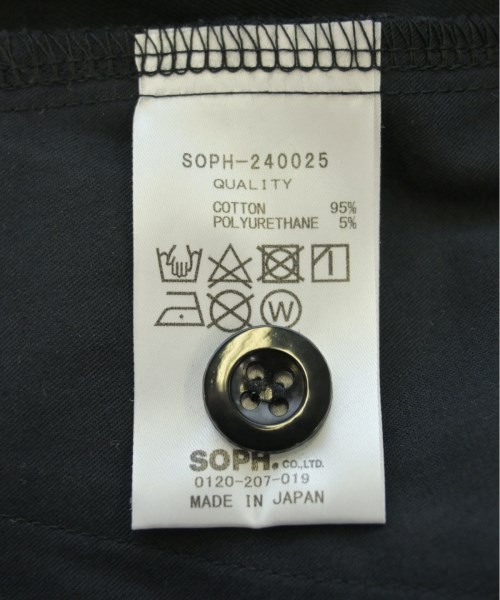 SOPH-240025
QUALITY
COTTON 95%
POLYURETHANE 5%
W
SOPH. CO.,LTD.
0120-207-019
MADE IN JAPAN